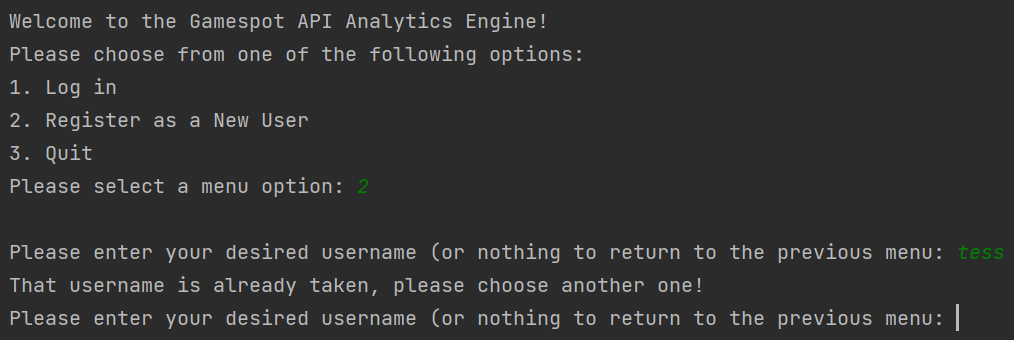 Welcome to the Gamespot API Analytics Engine!
Please choose from one of the following options:
1. Log in
2. Register as a New User
3. Quit
Please select a menu option: 2
Please enter your desired username (or nothing to return to the previous menu: tess
That username is already taken, please choose another one!
Please enter your desired username (or nothing to return to the previous menu: